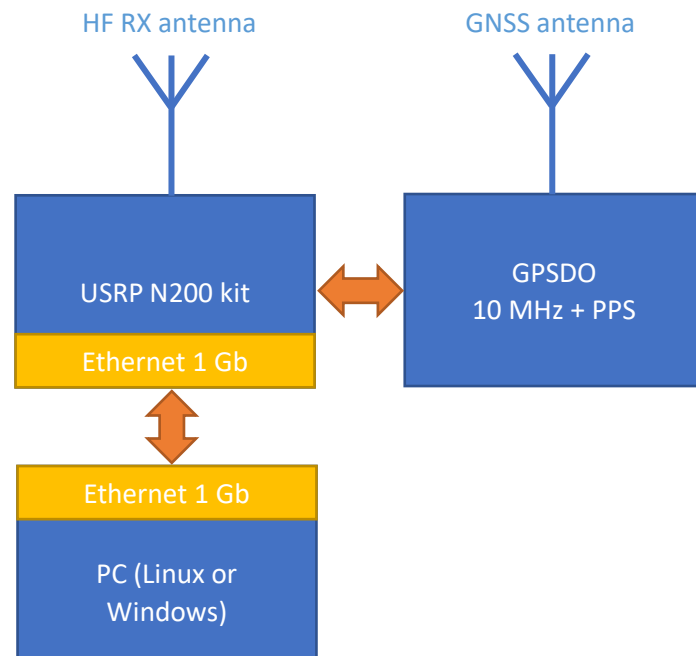 HF RX antenna
GNSS antenna
USRP N200 kit
GPSDO
10 MHz + PPS
Ethernet 1 Gb
Ethernet 1 Gb
PC (Linux or
Windows)